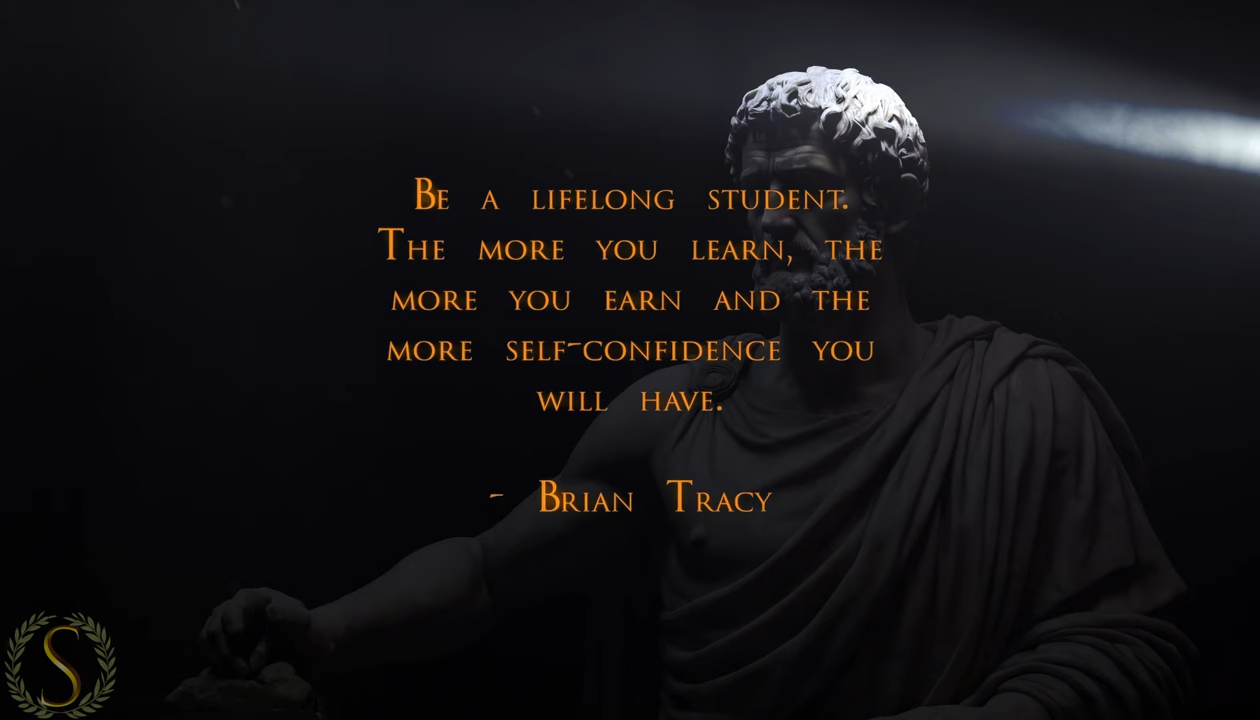 Be a lifelong student.
The more you learn, the
more you earn and the
more self-confidence you
will have.
- Brian Tracy
S